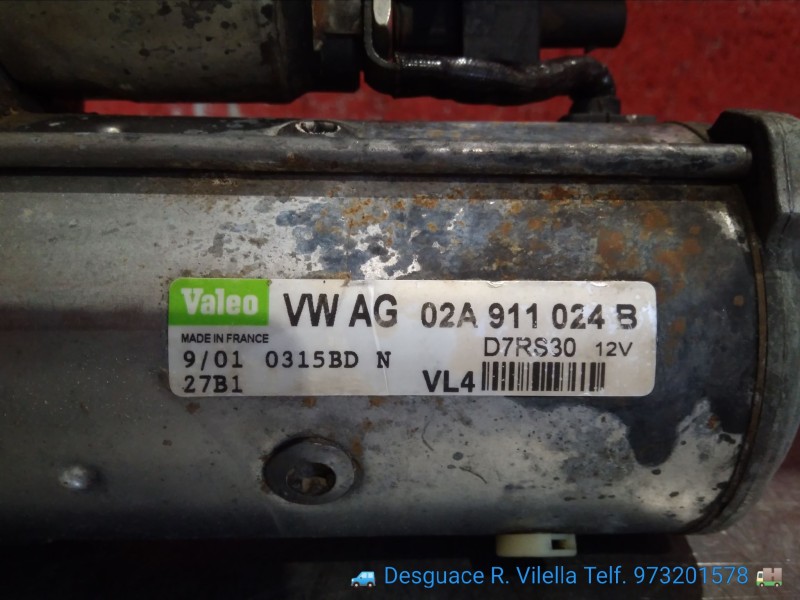 Valeo VW AG 02A 911 024 B
MADE IN FRANCE D7RS30 12V
9/01 0315BD N
27B1 VL4
Desguace R. Vilella Telf. 973201578